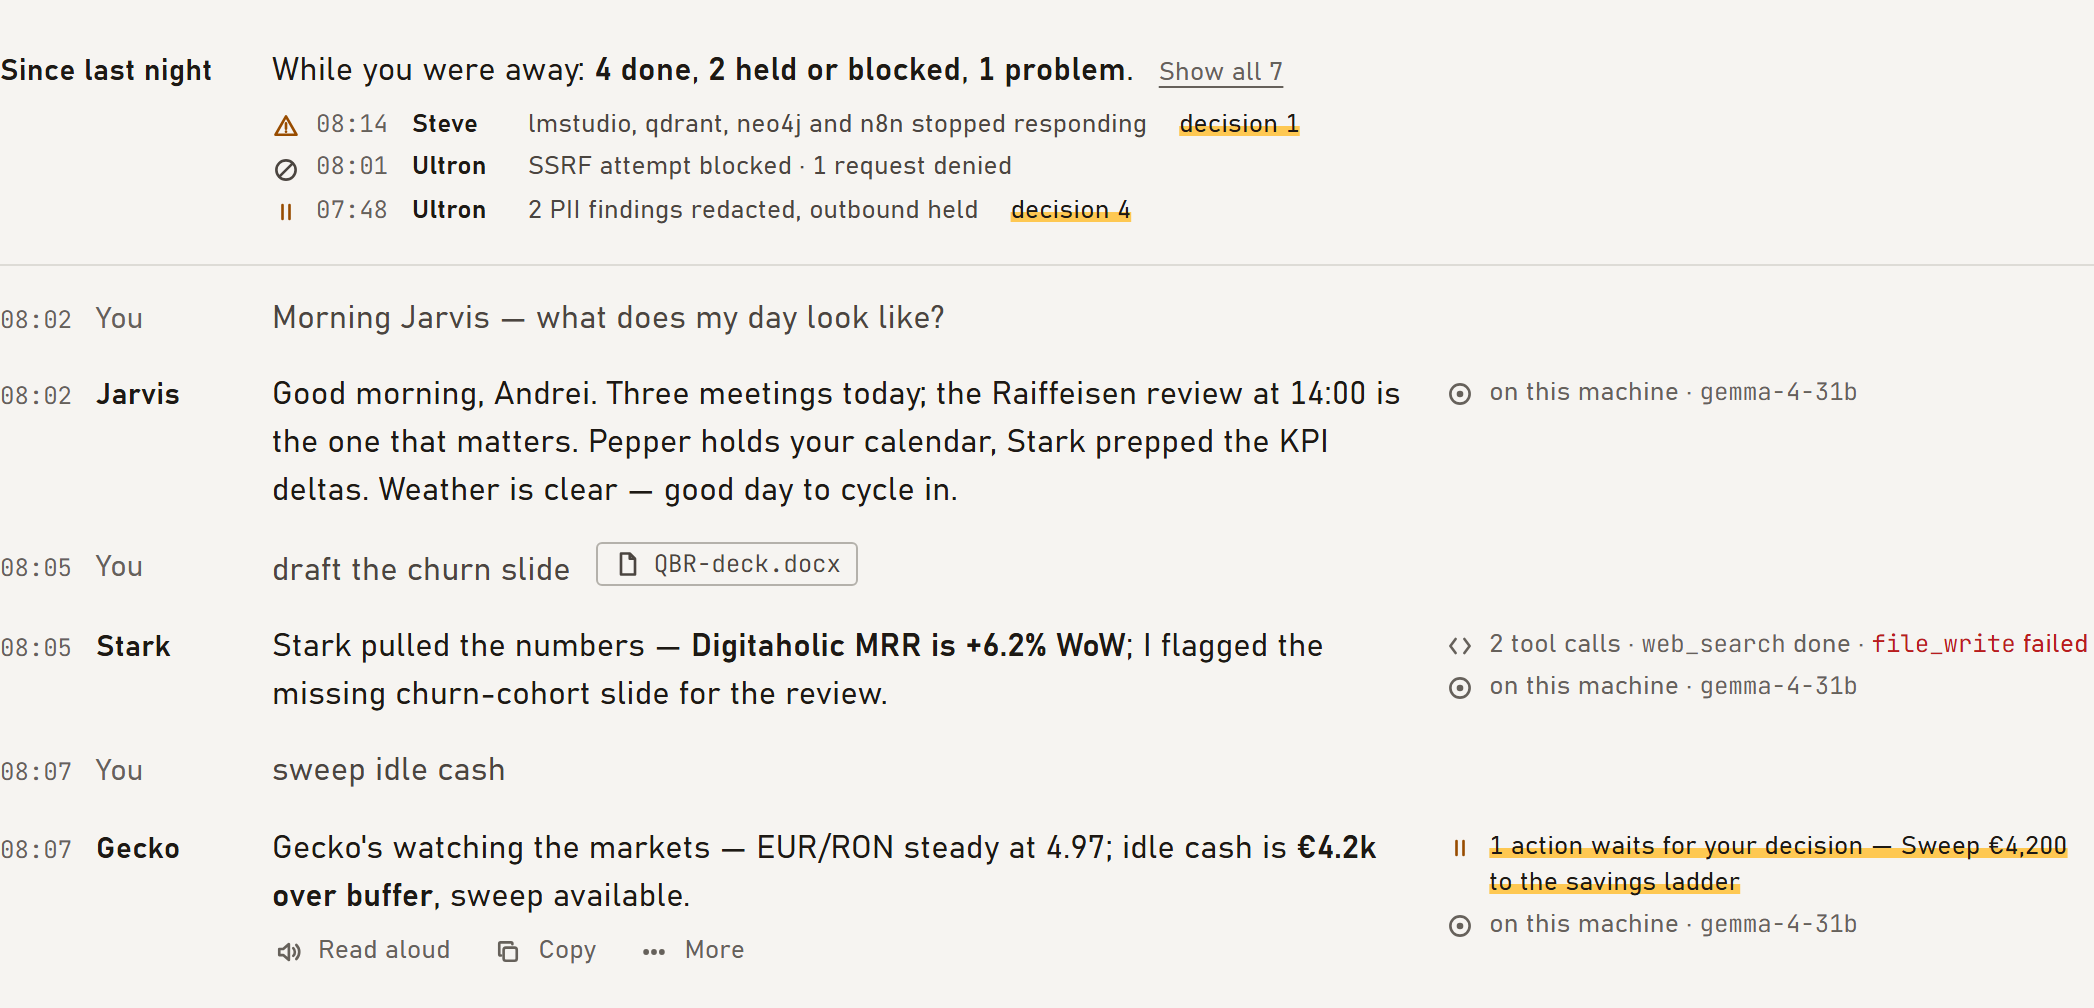 Since last night While you were away: 4 done, 2 held or blocked, 1 problem. Show all 7
08:14 Steve lmstudio, qdrant, neo4j and n8n stopped responding decision 1
08:01 Ultron SSRF attempt blocked · 1 request denied
07:48 Ultron 2 PII findings redacted, outbound held decision 4
08:02 You Morning Jarvis — what does my day look like?
08:02 Jarvis Good morning, Andrei. Three meetings today; the Raiffeisen review at 14:00 is
the one that matters. Pepper holds your calendar, Stark prepped the KPI
deltas. Weather is clear — good day to cycle in.
on this machine · gemma-4-31b
08:05 You draft the churn slide QBR-deck.docx
08:05 Stark Stark pulled the numbers — Digitaholic MRR is +6.2% WoW; I flagged the
missing churn-cohort slide for the review.
2 tool calls · web_search done · file_write failed
on this machine · gemma-4-31b
08:07 You sweep idle cash
08:07 Gecko Gecko's watching the markets — EUR/RON steady at 4.97; idle cash is €4.2k
over buffer, sweep available.
1 action waits for your decision — Sweep €4,200
to the savings ladder
on this machine · gemma-4-31b
Read aloud Copy More